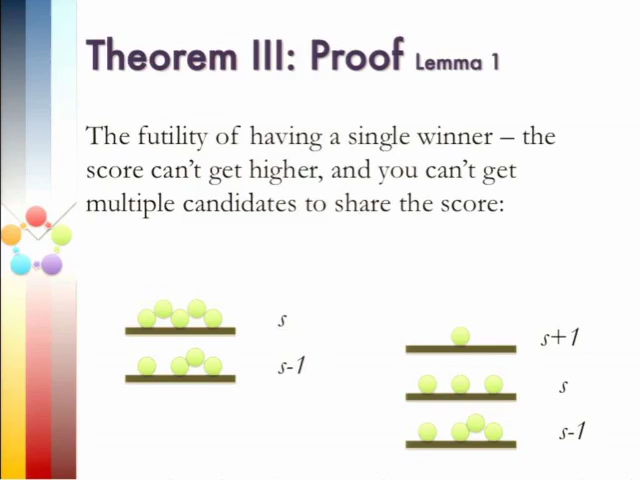 Theorem III: Proof Lemma 1
The futility of having a single winner – the
score can’t get higher, and you can’t get
multiple candidates to share the score:
s
s-1
s+1
s
s-1